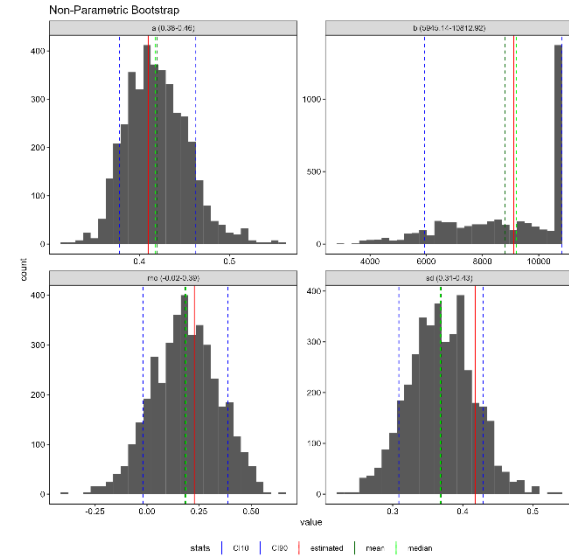 Non-Parametric Bootstrap
a (0.38-0.46)
b (5945.14-10812.92)
400
300
200
100
0
0.4
0.5
1000
500
0
4000
6000
8000
10000
count
rho (-0.02-0.39)
sd (0.31-0.43)
400
300
200
100
0
-0.25
0.00
0.25
0.50
400
300
200
100
0
0.3
0.4
0.5
value
stats
CI10
CI90
estimated
mean
median